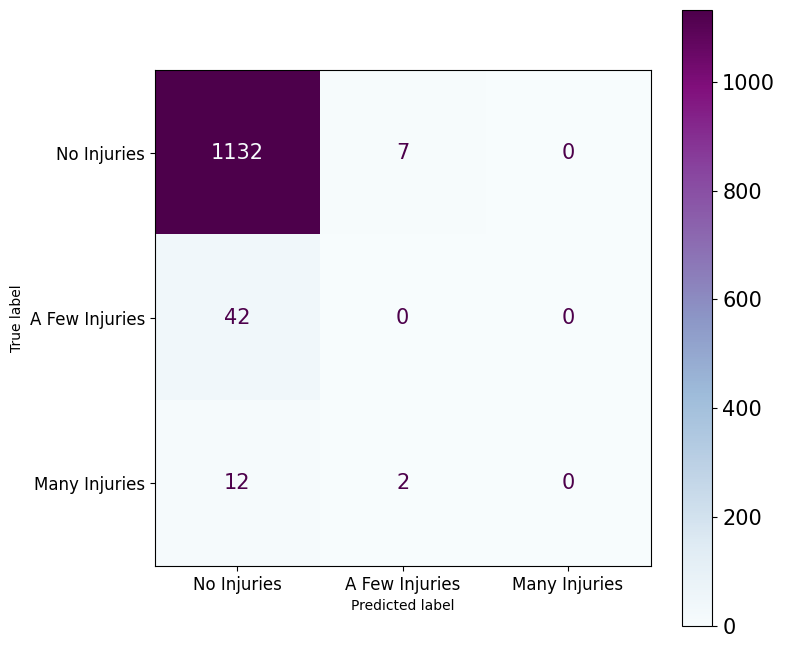 No Injuries 1132 7 0
A Few Injuries 42 0 0
Many Injuries 12 2 0
No Injuries A Few Injuries Many Injuries
Predicted label
True label
1000
800
600
400
200
0